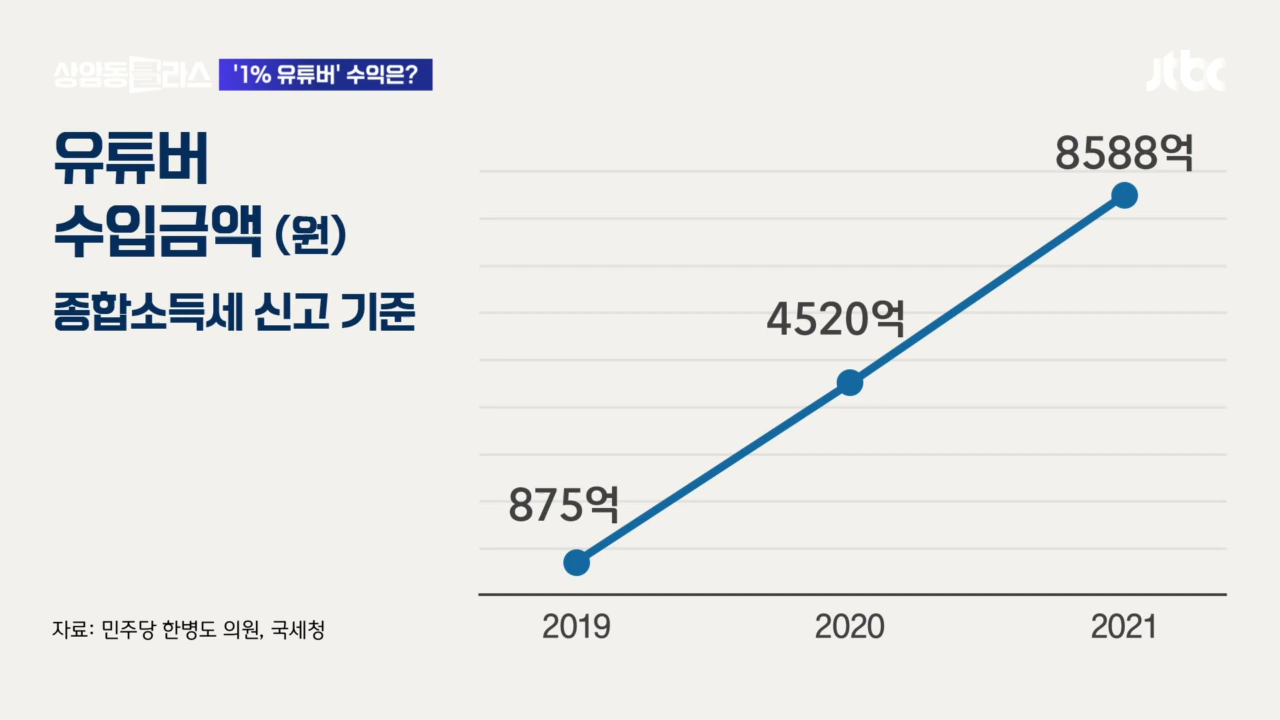 상암동클라스 '1% 유튜버' 수익은?
jtbc
유튜버
수입금액 (원)
종합소득세 신고 기준
8588억
4520억
875억
2019 2020 2021
자료: 민주당 한병도 의원, 국세청